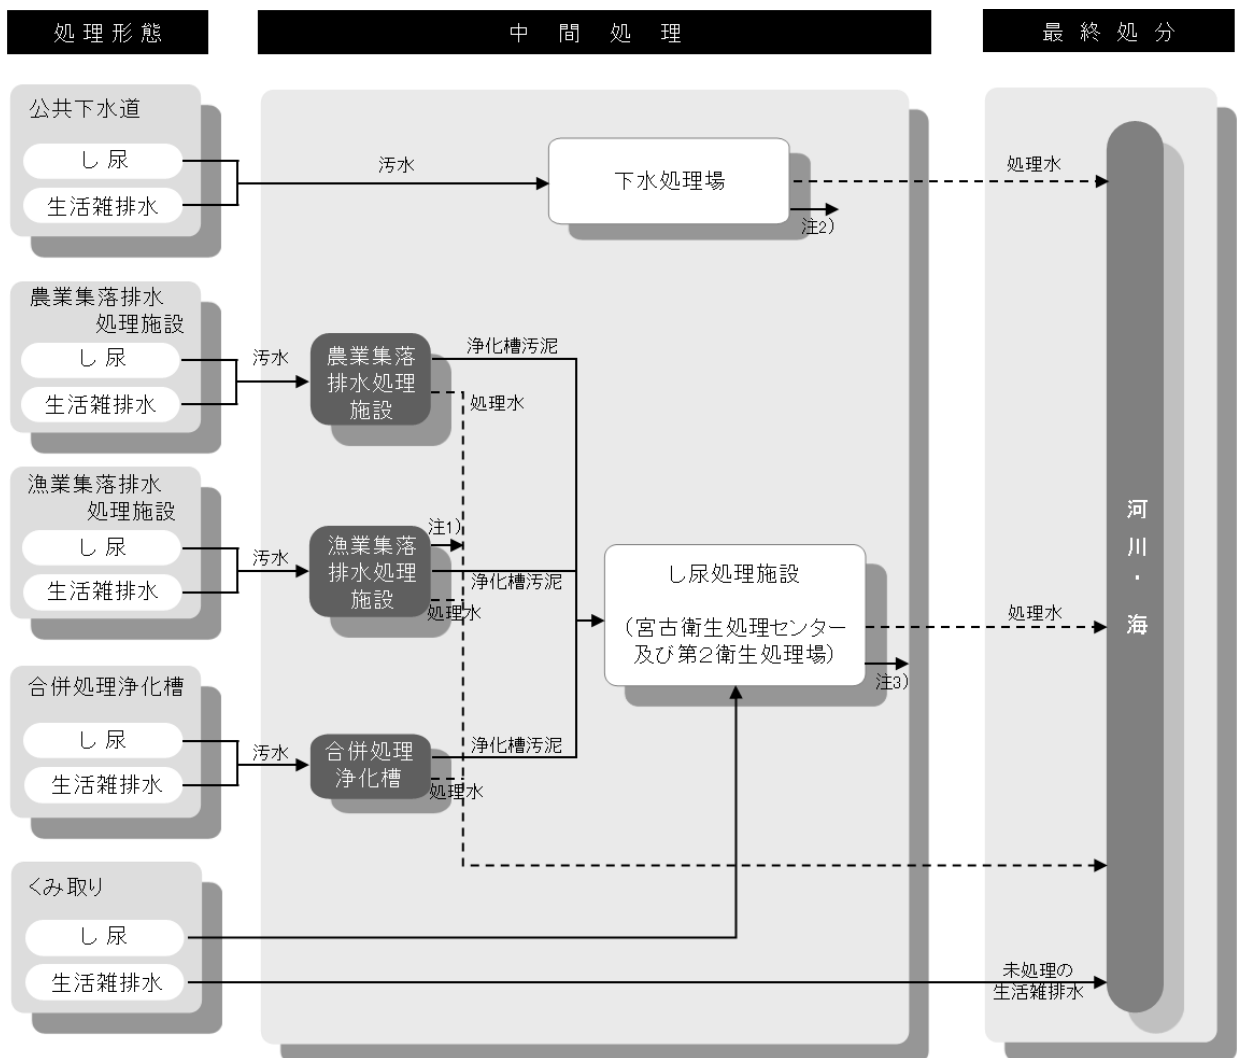 処理形態
中間処理
最終処分
公共下水道
し尿
生活雑排水
汚水
下水処理場
注2)
処理水
農業集落排水
処理施設
し尿
生活雑排水
汚水
農業集落
排水処理
施設
浄化槽汚泥
処理水
漁業集落排水
処理施設
し尿
生活雑排水
汚水
漁業集落
排水処理
施設
注1)
浄化槽汚泥
処理水
し尿処理施設
(宮古衛生処理センター
及び第2衛生処理場)
注3)
処理水
合併処理浄化槽
し尿
生活雑排水
汚水
合併処理
浄化槽
浄化槽汚泥
処理水
くみ取り
し尿
生活雑排水
未処理の
生活雑排水
河川・海